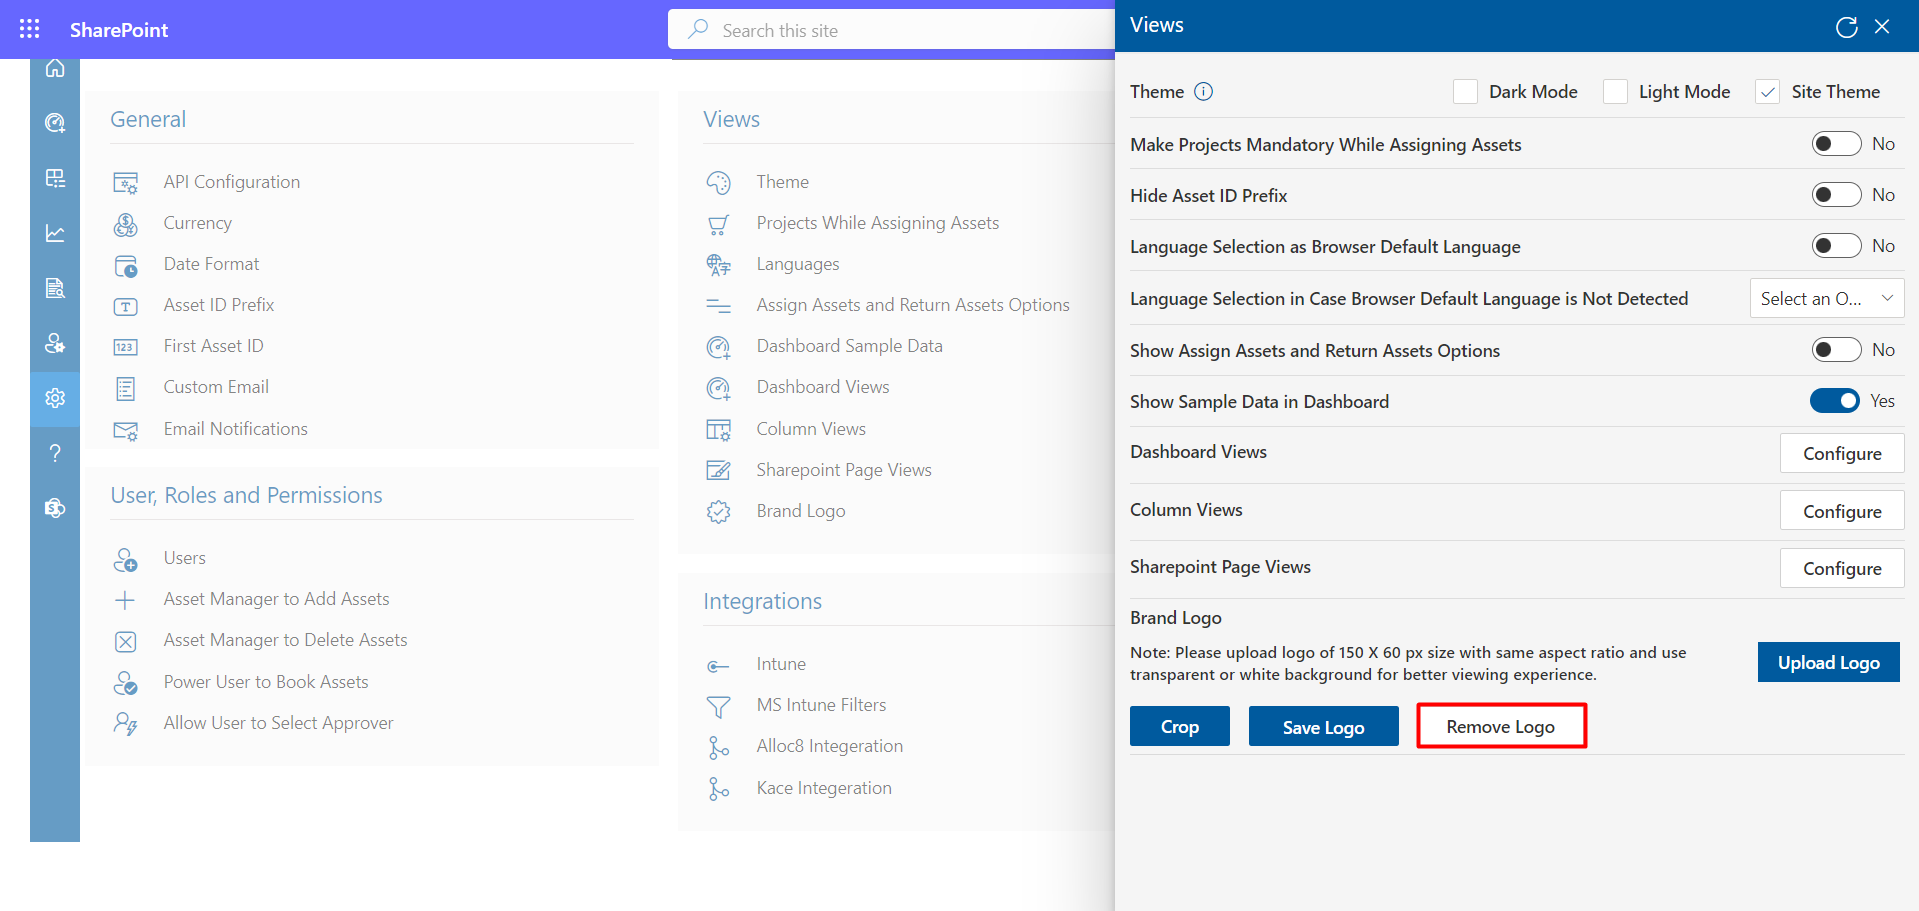 SharePoint
Search this site
General
API Configuration
Currency
Date Format
Asset ID Prefix
First Asset ID
Custom Email
Email Notifications
User, Roles and Permissions
Users
Asset Manager to Add Assets
Asset Manager to Delete Assets
Power User to Book Assets
Allow User to Select Approver
Views
Theme
Projects While Assigning Assets
Languages
Assign Assets and Return Assets Options
Dashboard Sample Data
Dashboard Views
Column Views
Sharepoint Page Views
Brand Logo
Integrations
Intune
MS Intune Filters
Alloc8 Integeration
Kace Integeration
Views
Theme Dark Mode Light Mode Site Theme
Make Projects Mandatory While Assigning Assets No
Hide Asset ID Prefix No
Language Selection as Browser Default Language No
Language Selection in Case Browser Default Language is Not Detected Select an O...
Show Assign Assets and Return Assets Options No
Show Sample Data in Dashboard Yes
Dashboard Views Configure
Column Views Configure
Sharepoint Page Views Configure
Brand Logo
Note: Please upload logo of 150 X 60 px size with same aspect ratio and use
transparent or white background for better viewing experience.
Upload Logo
Crop Save Logo Remove Logo